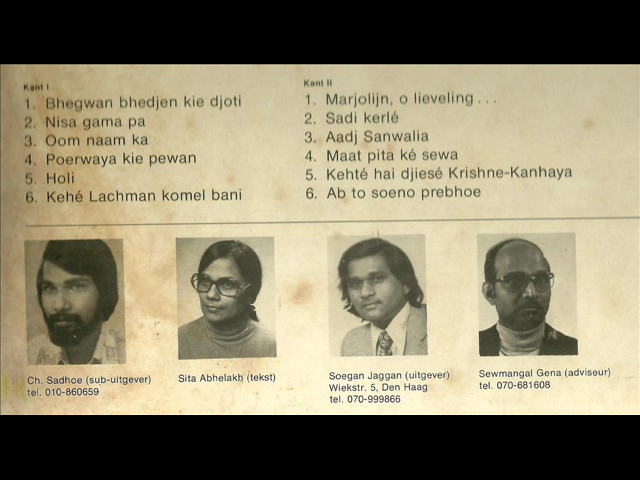 Kant I
1. Bhegwan bhedjen kie djoti
2. Nisa gama pa
3. Oom naam ka
4. Poerwaya kie pewan
5. Holi
6. Kehé Lachman komel bani
Kant II
1. Marjolijn, o lieveling...
2. Sadi kerlé
3. Aadj Sanwalia
4. Maat pita ké sewa
5. Kehté hai djiesé Krishne-Kanhaya
6. Ab to soeno prebhoe
Ch. Sadhoe (sub-uitgever)
tel. 010-860659
Sita Abhelakh (tekst)
Soegan Jaggan (uitgever)
Wiekstr. 5, Den Haag
tel. 070-999866
Sewmangal Gena (adviseur)
tel. 070-681608